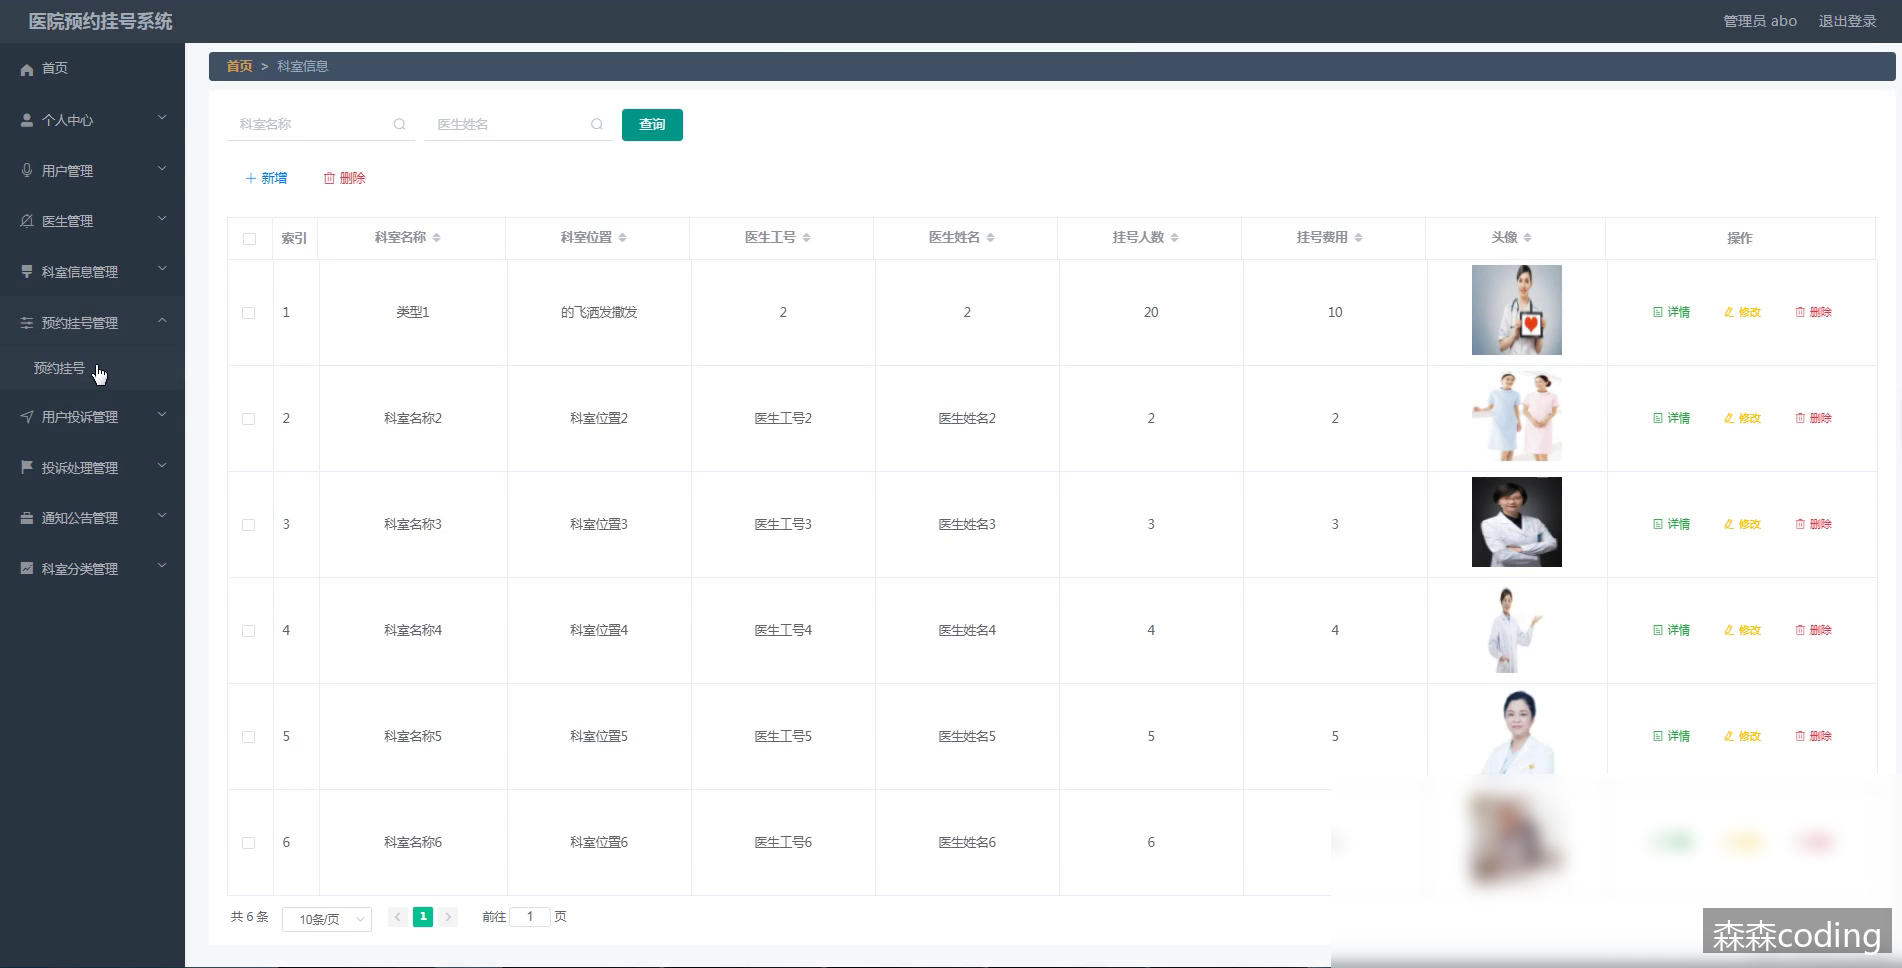 医院预约挂号系统
管理员 abo 退出登录
首页
个人中心
用户管理
医生管理
科室信息管理
预约挂号管理
预约挂号
用户投诉管理
投诉处理管理
通知公告管理
科室分类管理
首页 > 科室信息
科室名称 医生姓名 查询
新增 删除
索引 科室名称 科室位置 医生工号 医生姓名 挂号人数 挂号费用 头像 操作
1 类型1 的飞洒发撒发 2 2 20 10 详情 修改 删除
2 科室名称2 科室位置2 医生工号2 医生姓名2 2 2 详情 修改 删除
3 科室名称3 科室位置3 医生工号3 医生姓名3 3 3 详情 修改 删除
4 科室名称4 科室位置4 医生工号4 医生姓名4 4 4 详情 修改 删除
5 科室名称5 科室位置5 医生工号5 医生姓名5 5 5 详情 修改 删除
6 科室名称6 科室位置6 医生工号6 医生姓名6 6
共 6 条 10条/页 1 前往 1 页
森森coding